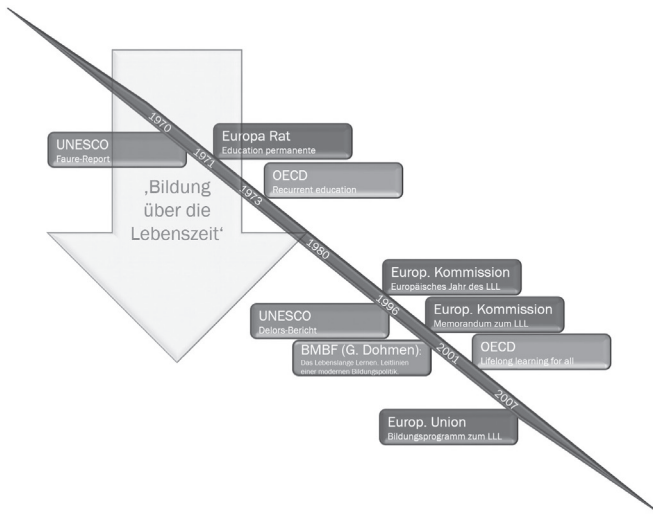 1970
UNESCO
Faure-Report
1971
Europa Rat
Education permanente
1973
OECD
Recurrent education
‚Bildung
über die
Lebenszeit‘
1980
Europ. Kommission
Europäisches Jahr des LLL
1996
UNESCO
Delors-Bericht
Europ. Kommission
Memorandum zum LLL
BMBF (G. Dohmen):
Das Lebenslange Lernen. Leitlinien
einer modernen Bildungspolitik.
2001
OECD
Lifelong learning for all
2007
Europ. Union
Bildungsprogramm zum LLL